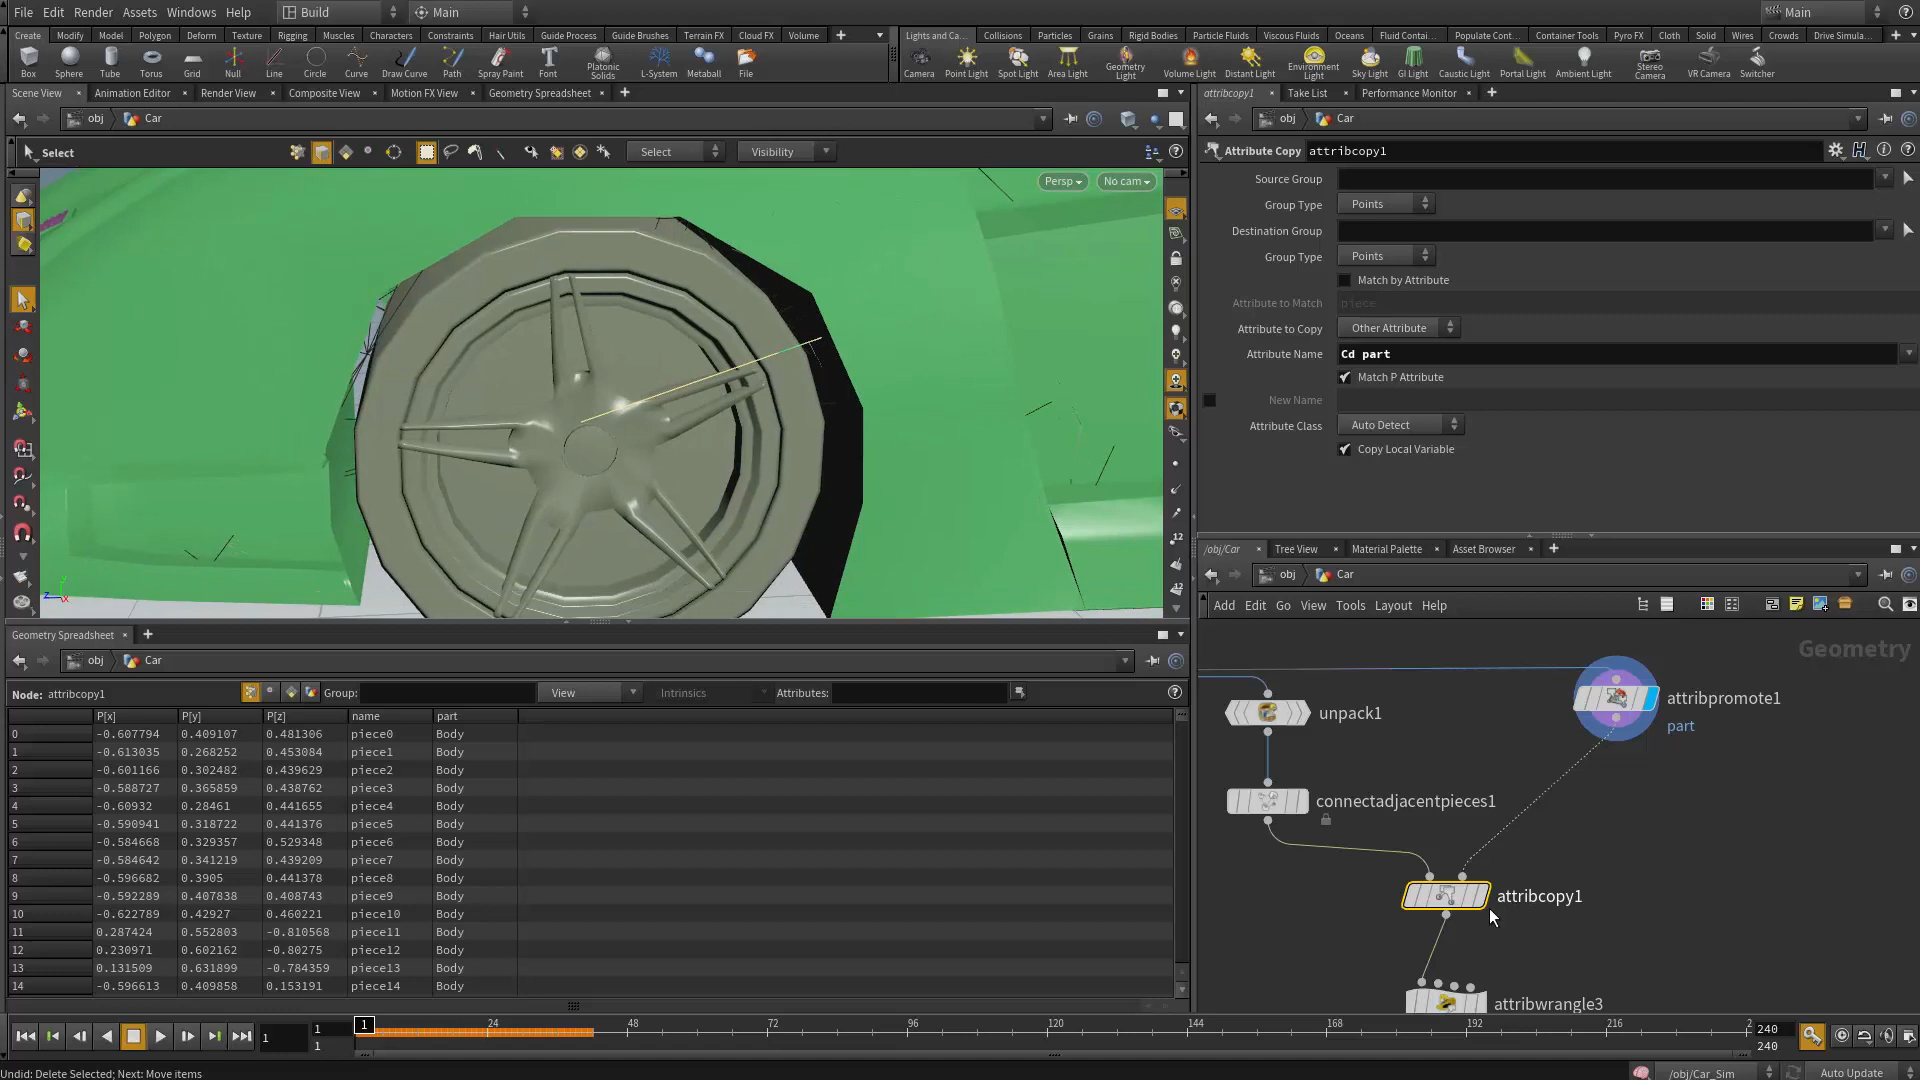 File Edit Render Assets Windows Help Build Main Main
Create Modify Model Polygon Deform Texture Rigging Muscles Characters Constraints Hair Utils Guide Process Guide Brushes Terrain FX Cloud FX Volume
Lights and Ca... Collisions Particles Grains Rigid Bodies Particle Fluids Viscous Fluids Oceans Fluid Contai... Populate Cont... Container Tools Pyro FX Cloth Solid Wires Crowds Drive Simula...
Box Sphere Tube Torus Grid Null Line Circle Curve Draw Curve Path Spray Paint Font Platonic Solids L-System Metaball File
Camera Point Light Spot Light Area Light Geometry Light Volume Light Distant Light Environment Light Sky Light GI Light Caustic Light Portal Light Ambient Light Stereo Camera VR Camera Switcher
Scene View Animation Editor Render View Composite View Motion FX View Geometry Spreadsheet
attribcopy1 Take List Performance Monitor
obj Car
obj Car
Select Select Visibility
Attribute Copy attribcopy1
Persp No cam
Source Group
Group Type Points
Destination Group
Group Type Points
Match by Attribute
Attribute to Match piece
Attribute to Copy Other Attribute
Attribute Name Cd part
Match P Attribute
New Name
Attribute Class Auto Detect
Copy Local Variable
12
12
z x
/obj/Car Tree View Material Palette Asset Browser
obj Car
Add Edit Go View Tools Layout Help
Geometry
attribpromote1
part
unpack1
connectadjacentpieces1
attribcopy1
attribwrangle3
Geometry Spreadsheet
obj Car
Node: attribcopy1 Group: View Intrinsics Attributes:
P[x] P[y] P[z] name part
0 -0.607794 0.409107 0.481306 piece0 Body
1 -0.613035 0.268252 0.453084 piece1 Body
2 -0.601166 0.302482 0.439629 piece2 Body
3 -0.588727 0.365859 0.438762 piece3 Body
4 -0.60932 0.28461 0.441655 piece4 Body
5 -0.590941 0.318722 0.441376 piece5 Body
6 -0.584668 0.329357 0.529348 piece6 Body
7 -0.584642 0.341219 0.439209 piece7 Body
8 -0.596682 0.3905 0.441378 piece8 Body
9 -0.592289 0.407838 0.408743 piece9 Body
10 -0.622789 0.42927 0.460221 piece10 Body
11 0.287424 0.552803 -0.810568 piece11 Body
12 0.230971 0.602162 -0.80275 piece12 Body
13 0.131509 0.631899 -0.784359 piece13 Body
14 -0.596613 0.409858 0.153191 piece14 Body
1 1 1 1 24 48 72 96 120 144 168 192 216 2 240 240
Undid: Delete Selected; Next: Move items
/obj/Car_Sim Auto Update